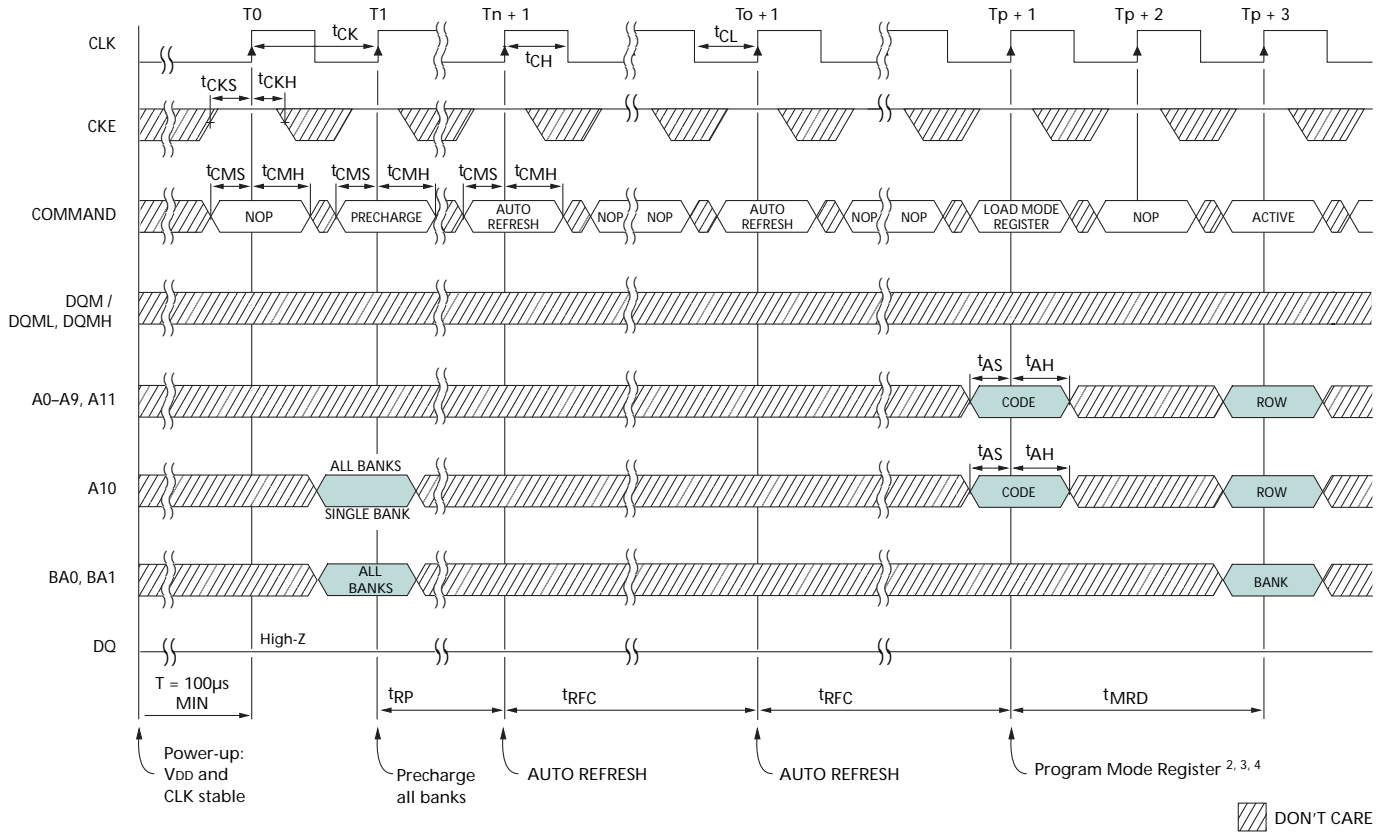 T0 T1 Tn + 1 To + 1 Tp + 1 Tp + 2 Tp + 3
CLK tCK tCH tCL
tCKS tCKH
CKE
tCMS tCMH tCMS tCMH tCMS tCMH
COMMAND NOP PRECHARGE AUTO REFRESH NOP NOP AUTO REFRESH NOP NOP LOAD MODE REGISTER NOP ACTIVE
DQM /
DQML, DQMH
tAS tAH
A0–A9, A11 CODE ROW
ALL BANKS tAS tAH
A10 CODE ROW
SINGLE BANK
BA0, BA1 ALL BANKS BANK
DQ High-Z
T = 100µs
MIN
tRP tRFC tRFC tMRD
Power-up:
VDD and
CLK stable
Precharge
all banks
AUTO REFRESH
AUTO REFRESH
Program Mode Register 2, 3, 4
DON'T CARE